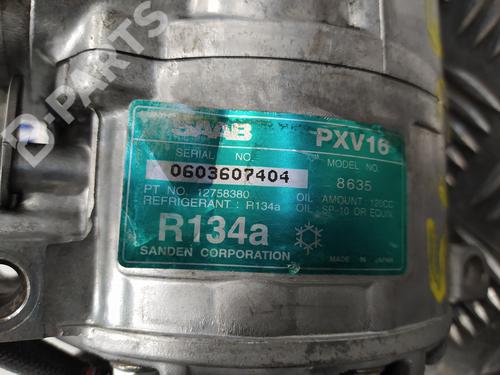 B-PARTS
SAAB PXV16
SERIAL NO. MODEL NO.
0603607404 8635
PT NO. 12758380 OIL AMOUNT: 120CC
REFRIGERANT : R134a OIL SP-10 OR EQUIV.
R134a
SANDEN CORPORATION MADE IN JAPAN